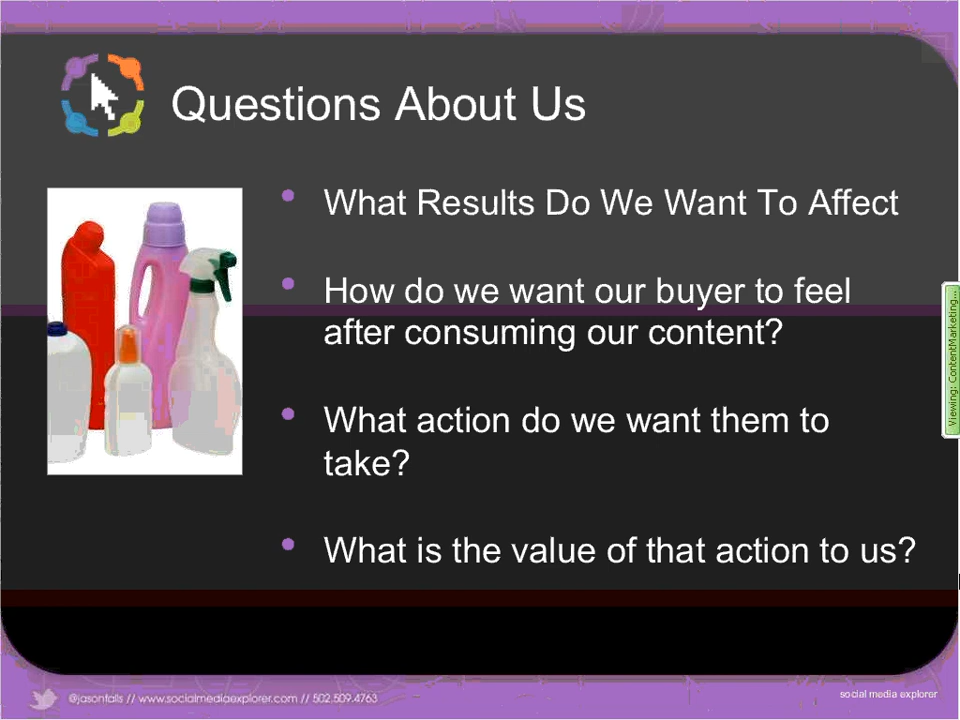 Questions About Us
What Results Do We Want To Affect
How do we want our buyer to feel
after consuming our content?
What action do we want them to
take?
What is the value of that action to us?
Viewing: ContentMarketing...
@jasonfalls // www.socialmediaexplorer.com // 502.509.4763
social media explorer